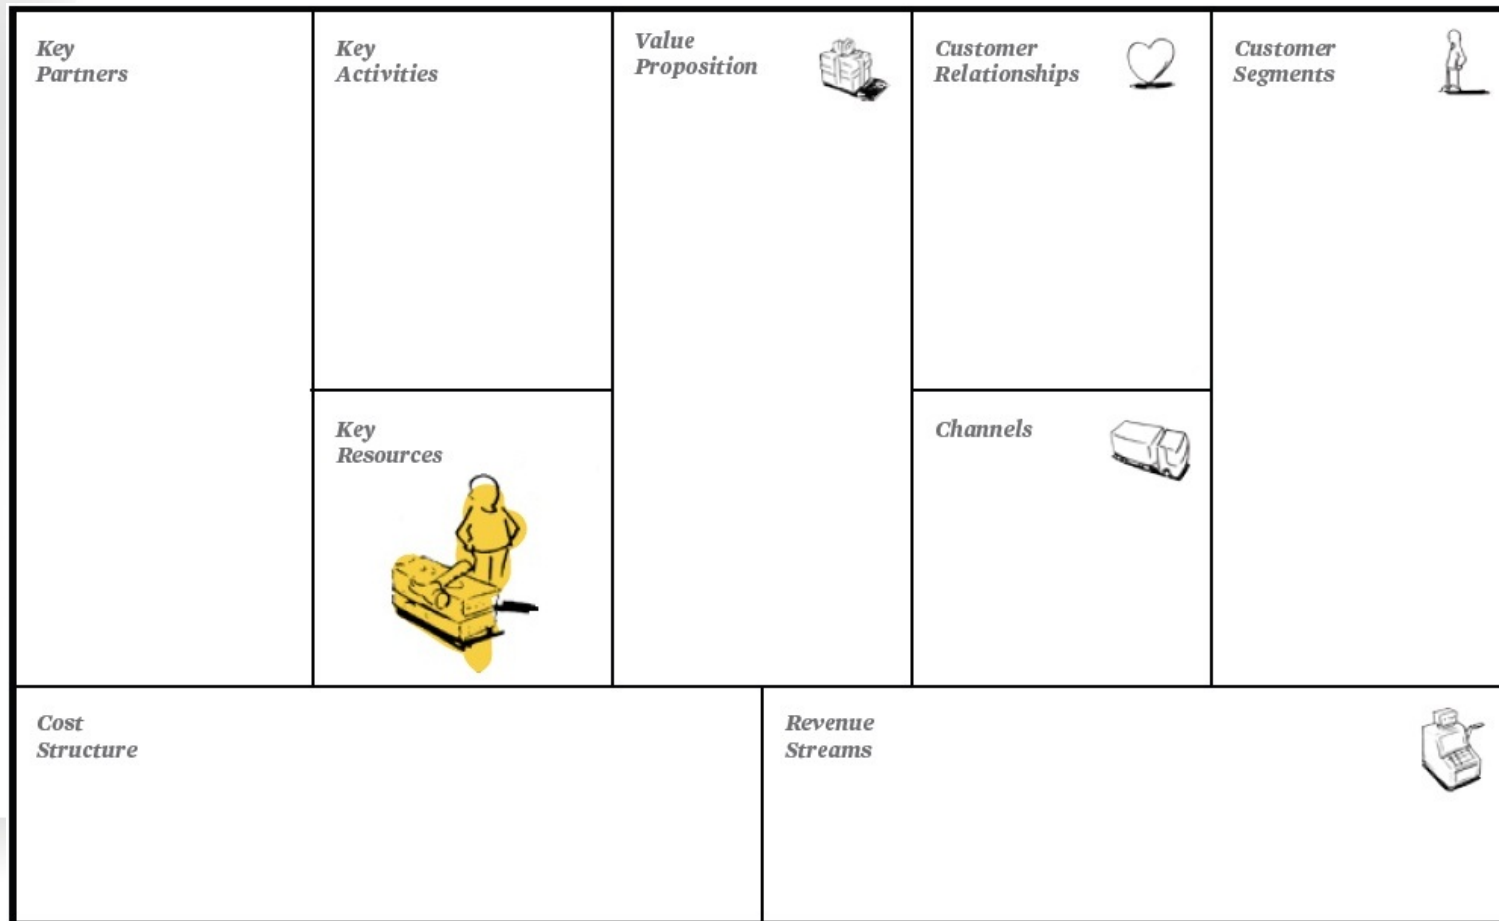 Key
Partners
Key
Activities
Key
Resources
Value
Proposition
Customer
Relationships
Channels
Customer
Segments
Cost
Structure
Revenue
Streams